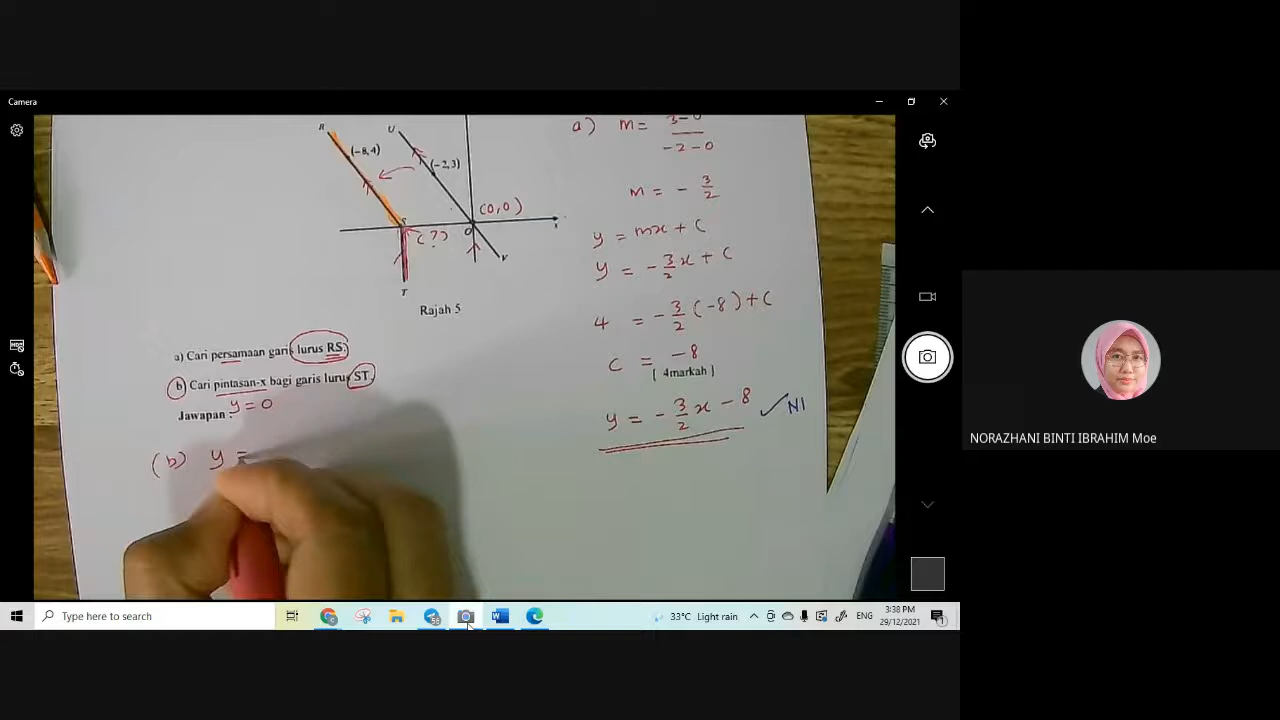 Camera
R
U
(-8,4)
(-2,3)
(0,0)
S
(?)
O
V
T
Rajah 5
a) Cari persamaan garis lurus RS.
(b) Cari pintasan-x bagi garis lurus ST.
Jawapan :
y = 0
(b) y =
a) m = 3-0
-2-0
m = - 3/2
y = mx + c
y = -3/2 x + c
4 = -3/2 (-8) + c
c = -8
[ 4markah ]
y = -3/2 x - 8 ✓ N1
NORAZHANI BINTI IBRAHIM Moe
Type here to search
33°C Light rain
ENG
3:38 PM
29/12/2021